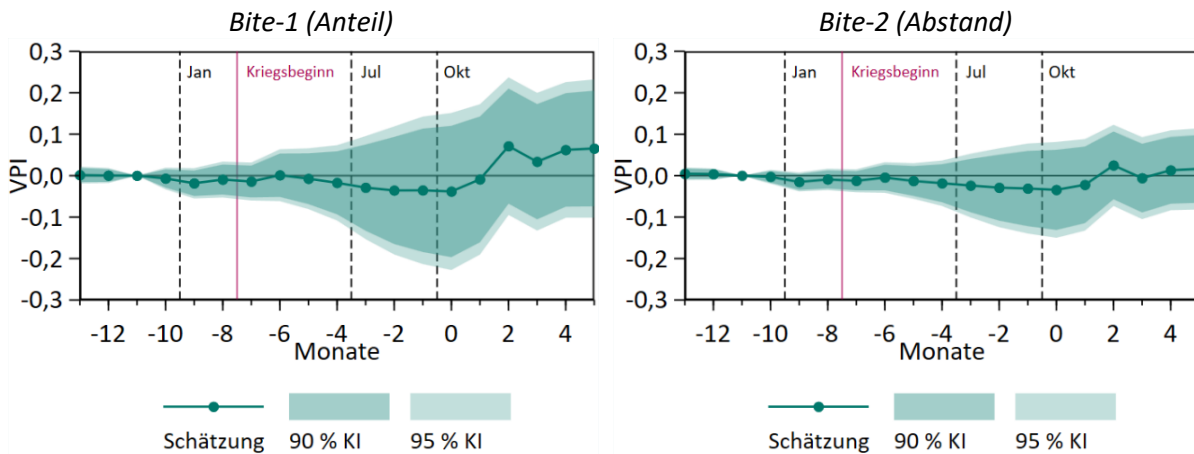 Bite-1 (Anteil)
0,3
0,2
0,1
0,0
-0,1
-0,2
-0,3
VPI
Jan
Kriegsbeginn
Jul
Okt
-12 -10 -8 -6 -4 -2 0 2 4
Monate
Schätzung 90 % KI 95 % KI
Bite-2 (Abstand)
0,3
0,2
0,1
0,0
-0,1
-0,2
-0,3
VPI
Jan
Kriegsbeginn
Jul
Okt
-12 -10 -8 -6 -4 -2 0 2 4
Monate
Schätzung 90 % KI 95 % KI